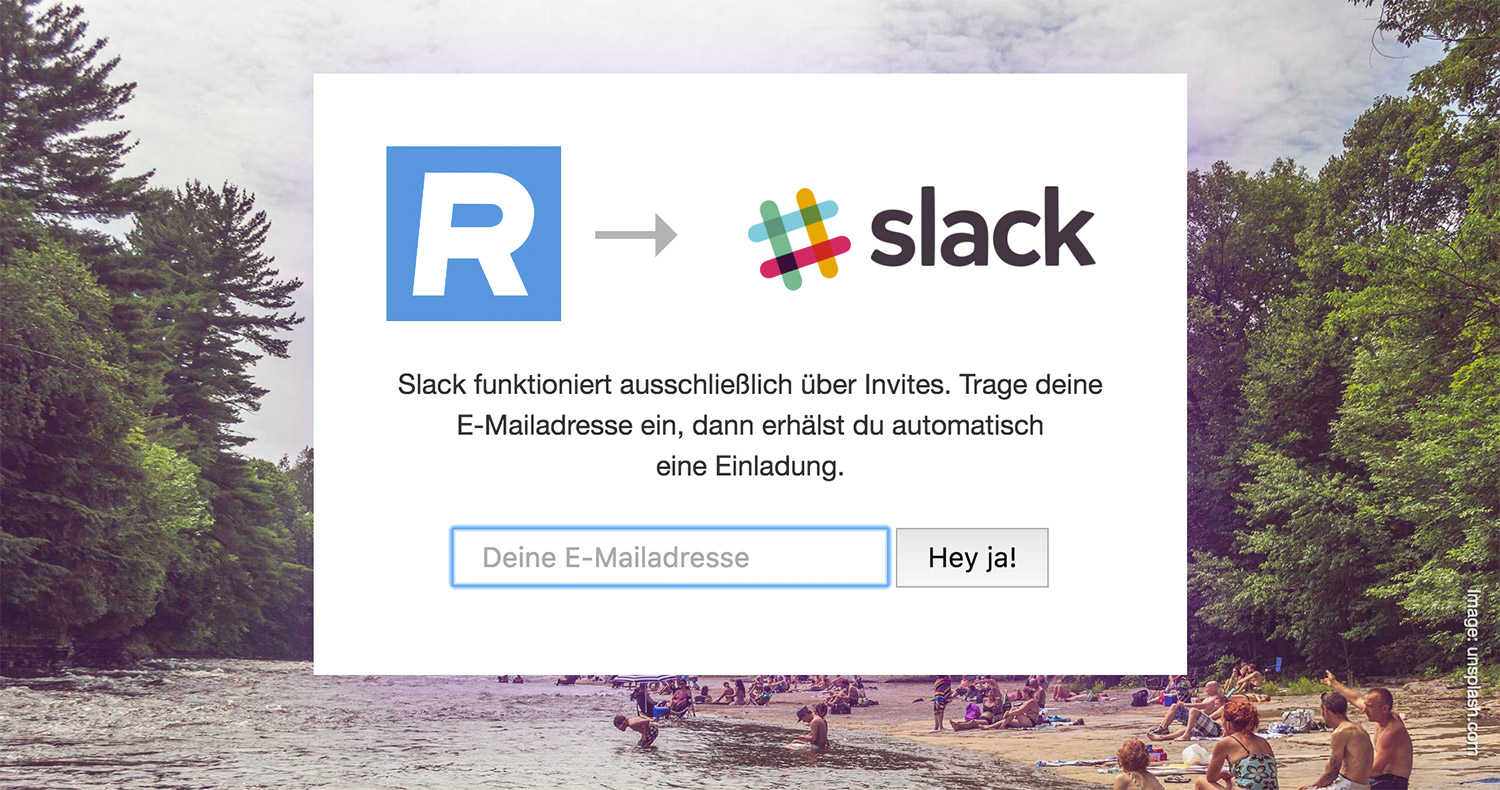 R
slack
Slack funktioniert ausschließlich über Invites. Trage deine
E-Mailadresse ein, dann erhälst du automatisch
eine Einladung.
Deine E-Mailadresse
Hey ja!
Image: unsplash.com